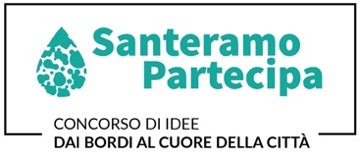 Santeramo
Partecipa
CONCORSO DI IDEE
DAI BORDI AL CUORE DELLA CITTÀ